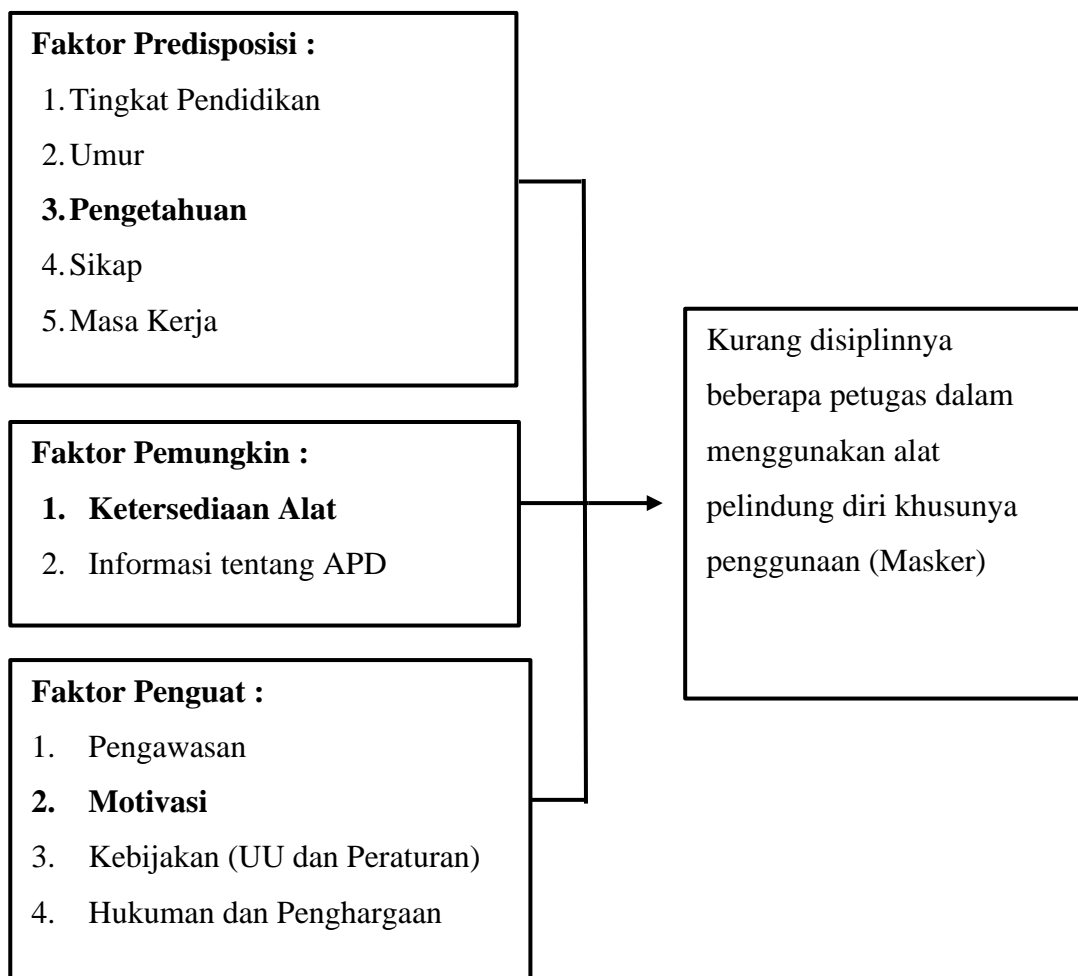 Faktor Predisposisi :
1. Tingkat Pendidikan
2. Umur
3. Pengetahuan
4. Sikap
5. Masa Kerja
Faktor Pemungkin :
1. Ketersediaan Alat
2. Informasi tentang APD
Faktor Penguat :
1. Pengawasan
2. Motivasi
3. Kebijakan (UU dan Peraturan)
4. Hukuman dan Penghargaan
Kurang disiplinnya
beberapa petugas dalam
menggunakan alat
pelindung diri khusunya
penggunaan (Masker)